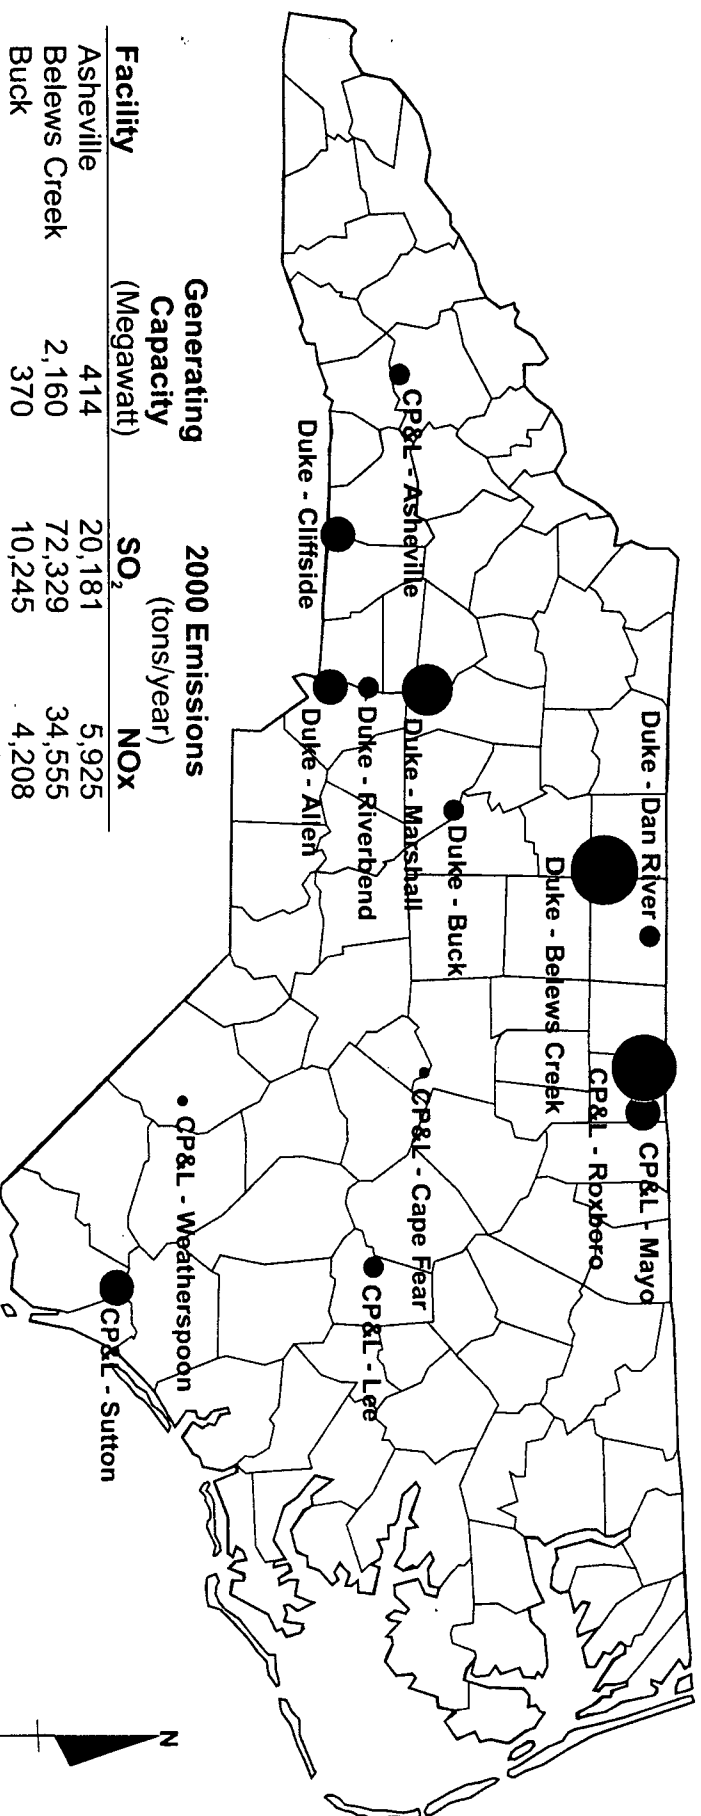 Duke - Dan River
CP&L - Mayo
CP&L - Roxboro
Duke - Belews Creek
Duke - Buck
CP&L - Asheville
Duke - Marshall
CP&L - Cape Fear
Duke - Riverbend
CP&L - Lee
Duke - Cliffside
Duke - Allen
CP&L - Weatherspoon
CP&L - Sutton
N
Generating 2000 Emissions
Capacity (tons/year)
Facility (Megawatt) SO₂ NOx
Asheville 414 20,181 5,925
Belews Creek 2,160 72,329 34,555
Buck 370 10,245 4,208